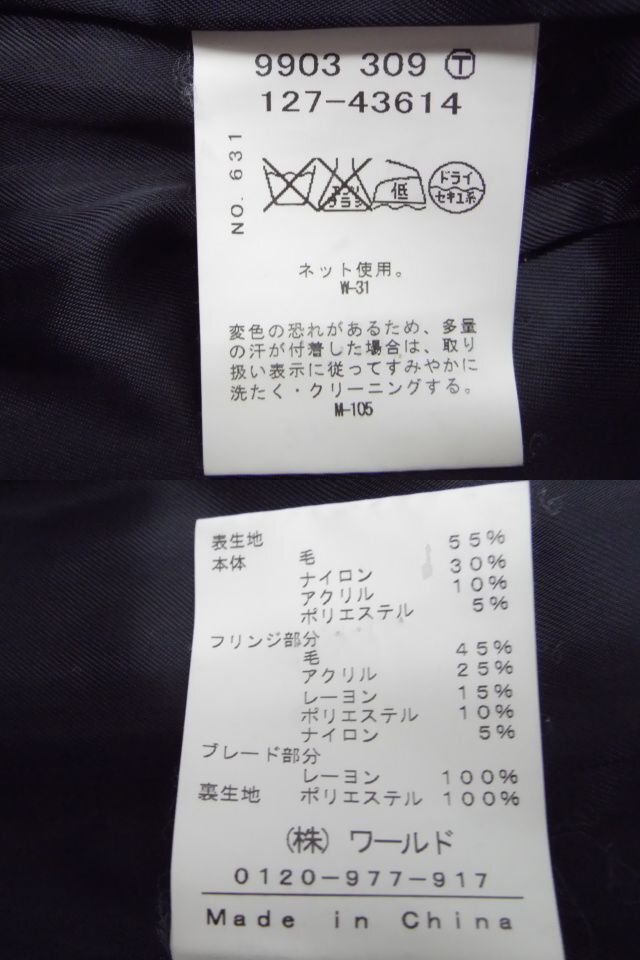 9903 309 Ⓣ
127-43614
NO. 631
エンソ
サラシ
低
ドライ
セキユ系
ネット使用。
W-31
変色の恐れがあるため、多量
の汗が付着した場合は、取り
扱い表示に従ってすみやかに
洗たく・クリーニングする。
M-105
表生地
本体 毛 55%
ナイロン 30%
アクリル 10%
ポリエステル 5%
フリンジ部分
毛 45%
アクリル 25%
レーヨン 15%
ポリエステル 10%
ナイロン 5%
ブレード部分
レーヨン 100%
裏生地 ポリエステル 100%
(株) ワールド
0120-977-917
Made in China